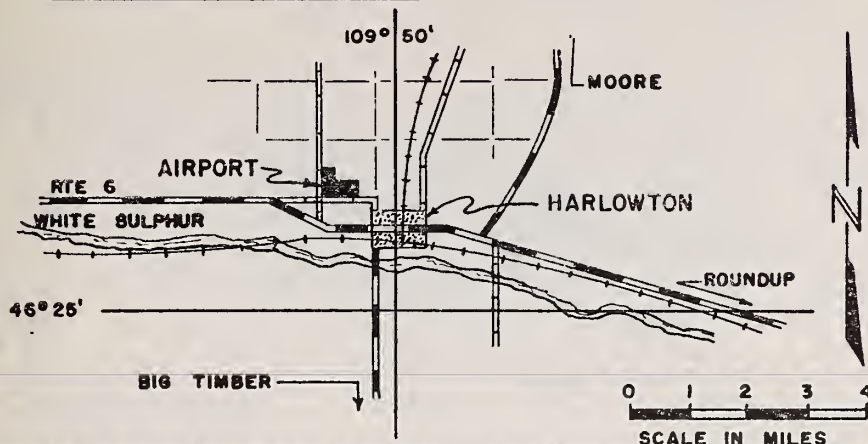 109° 50'
MOORE
AIRPORT
RTE 6
HARLOWTON
WHITE SULPHUR
ROUNDUP
46° 25'
BIG TIMBER
N
0 1 2 3 4
SCALE IN MILES